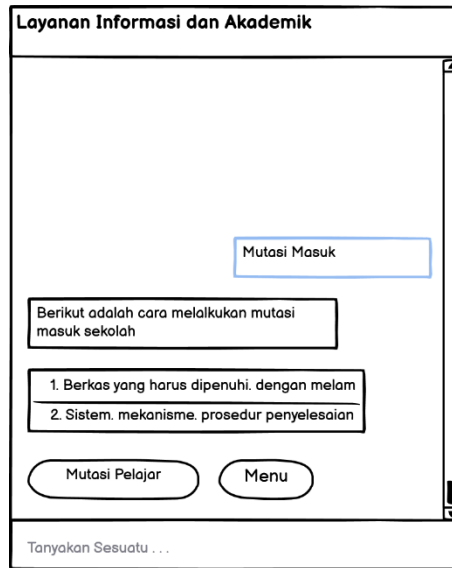 Layanan Informasi dan Akademik
Mutasi Masuk
Berikut adalah cara melalkukan mutasi
masuk sekolah
1. Berkas yang harus dipenuhi. dengan melam
2. Sistem. mekanisme. prosedur penyelesaian
Mutasi Pelajar
Menu
Tanyakan Sesuatu . . .